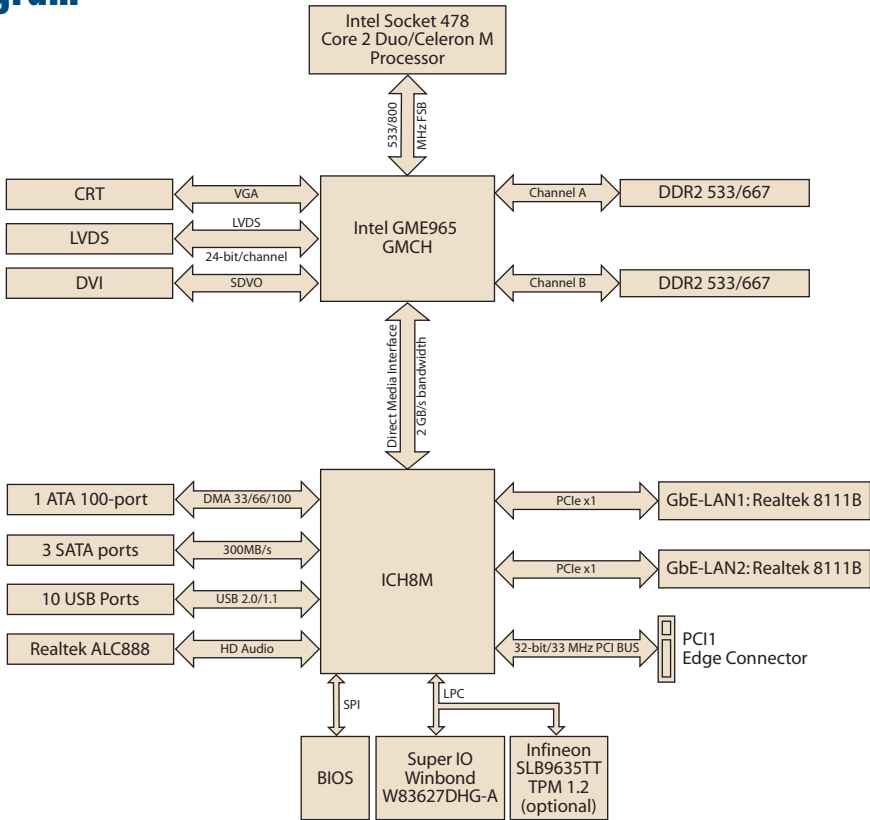 Intel Socket 478
Core 2 Duo/Celeron M
Processor
533/800
MHz FSB
CRT
VGA
LVDS
LVDS
24-bit/channel
DVI
SDVO
Intel GME965
GMCH
Channel A
DDR2 533/667
Channel B
DDR2 533/667
Direct Media Interface
2 GB/s bandwidth
1 ATA 100-port
DMA 33/66/100
3 SATA ports
300MB/s
10 USB Ports
USB 2.0/1.1
Realtek ALC888
HD Audio
ICH8M
PCIe x1
GbE-LAN1: Realtek 8111B
PCIe x1
GbE-LAN2: Realtek 8111B
32-bit/33 MHz PCI BUS
PCI1
Edge Connector
SPI
LPC
BIOS
Super IO
Winbond
W83627DHG-A
Infineon
SLB9635TT
TPM 1.2
(optional)